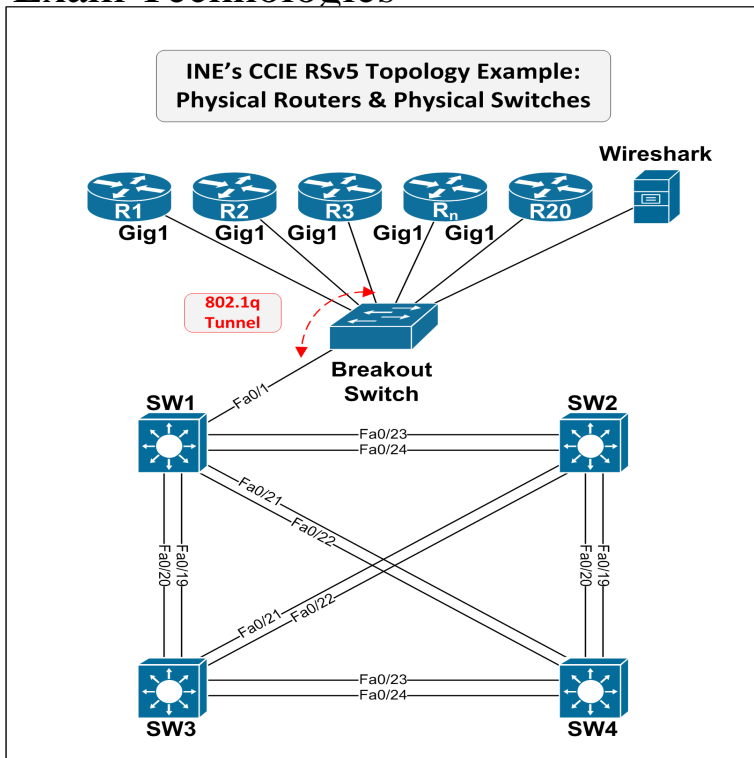 Exam Technologies
INE's CCIE RSv5 Topology Example:
Physical Routers & Physical Switches
Wireshark
R1
R2
R3
Rn
R20
Gig1
Gig1
Gig1
Gig1
Gig1
802.1q
Tunnel
Breakout
Switch
Fa0/1
SW1
SW2
Fa0/23
Fa0/24
Fa0/21
Fa0/22
Fa0/20
Fa0/19
Fa0/20
Fa0/19
Fa0/21
Fa0/22
Fa0/23
Fa0/24
SW3
SW4